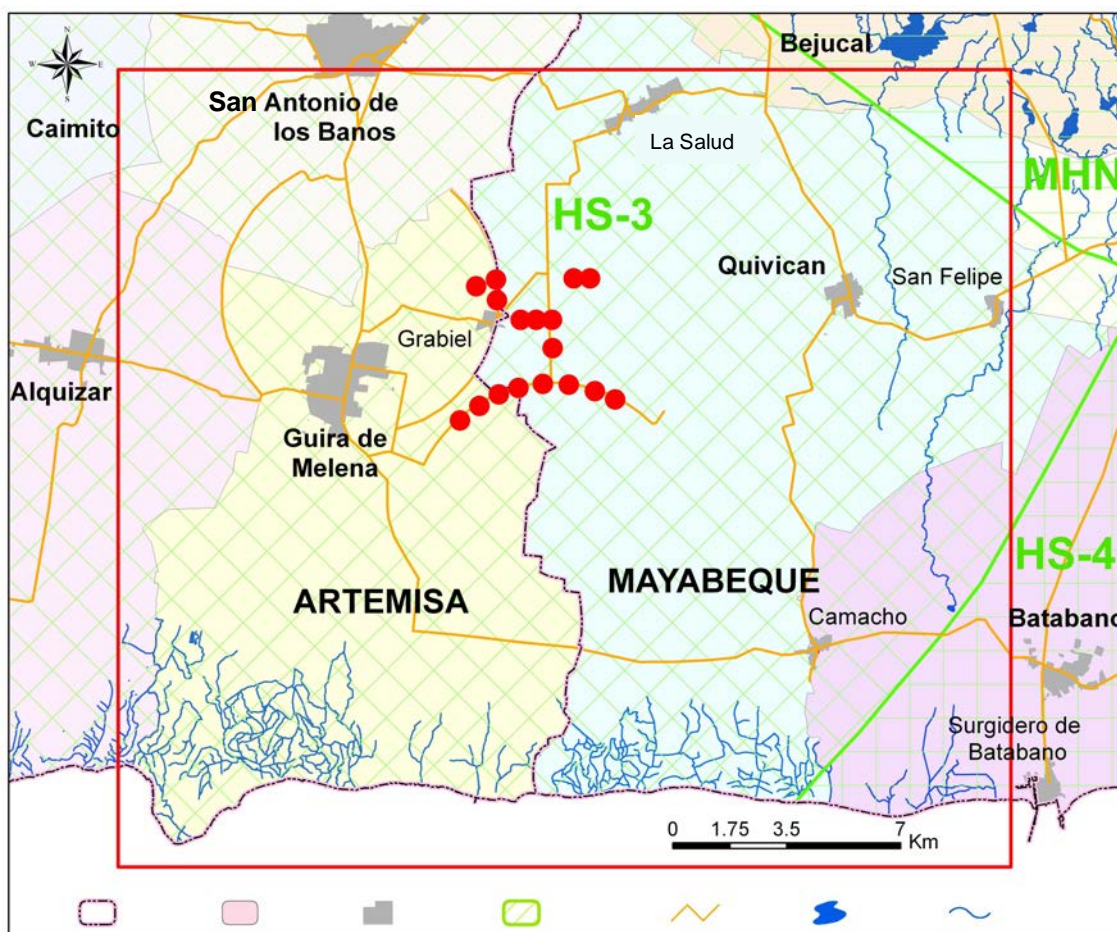 N
W E
S
Bejucal
San Antonio de
los Banos
Caimito
La Salud
MHN
HS-3
Quivican
San Felipe
Grabiel
Alquizar
Guira de
Melena
HS-4
ARTEMISA
MAYABEQUE
Camacho
Batabano
Surgidero de
Batabano
0 1.75 3.5 7
Km